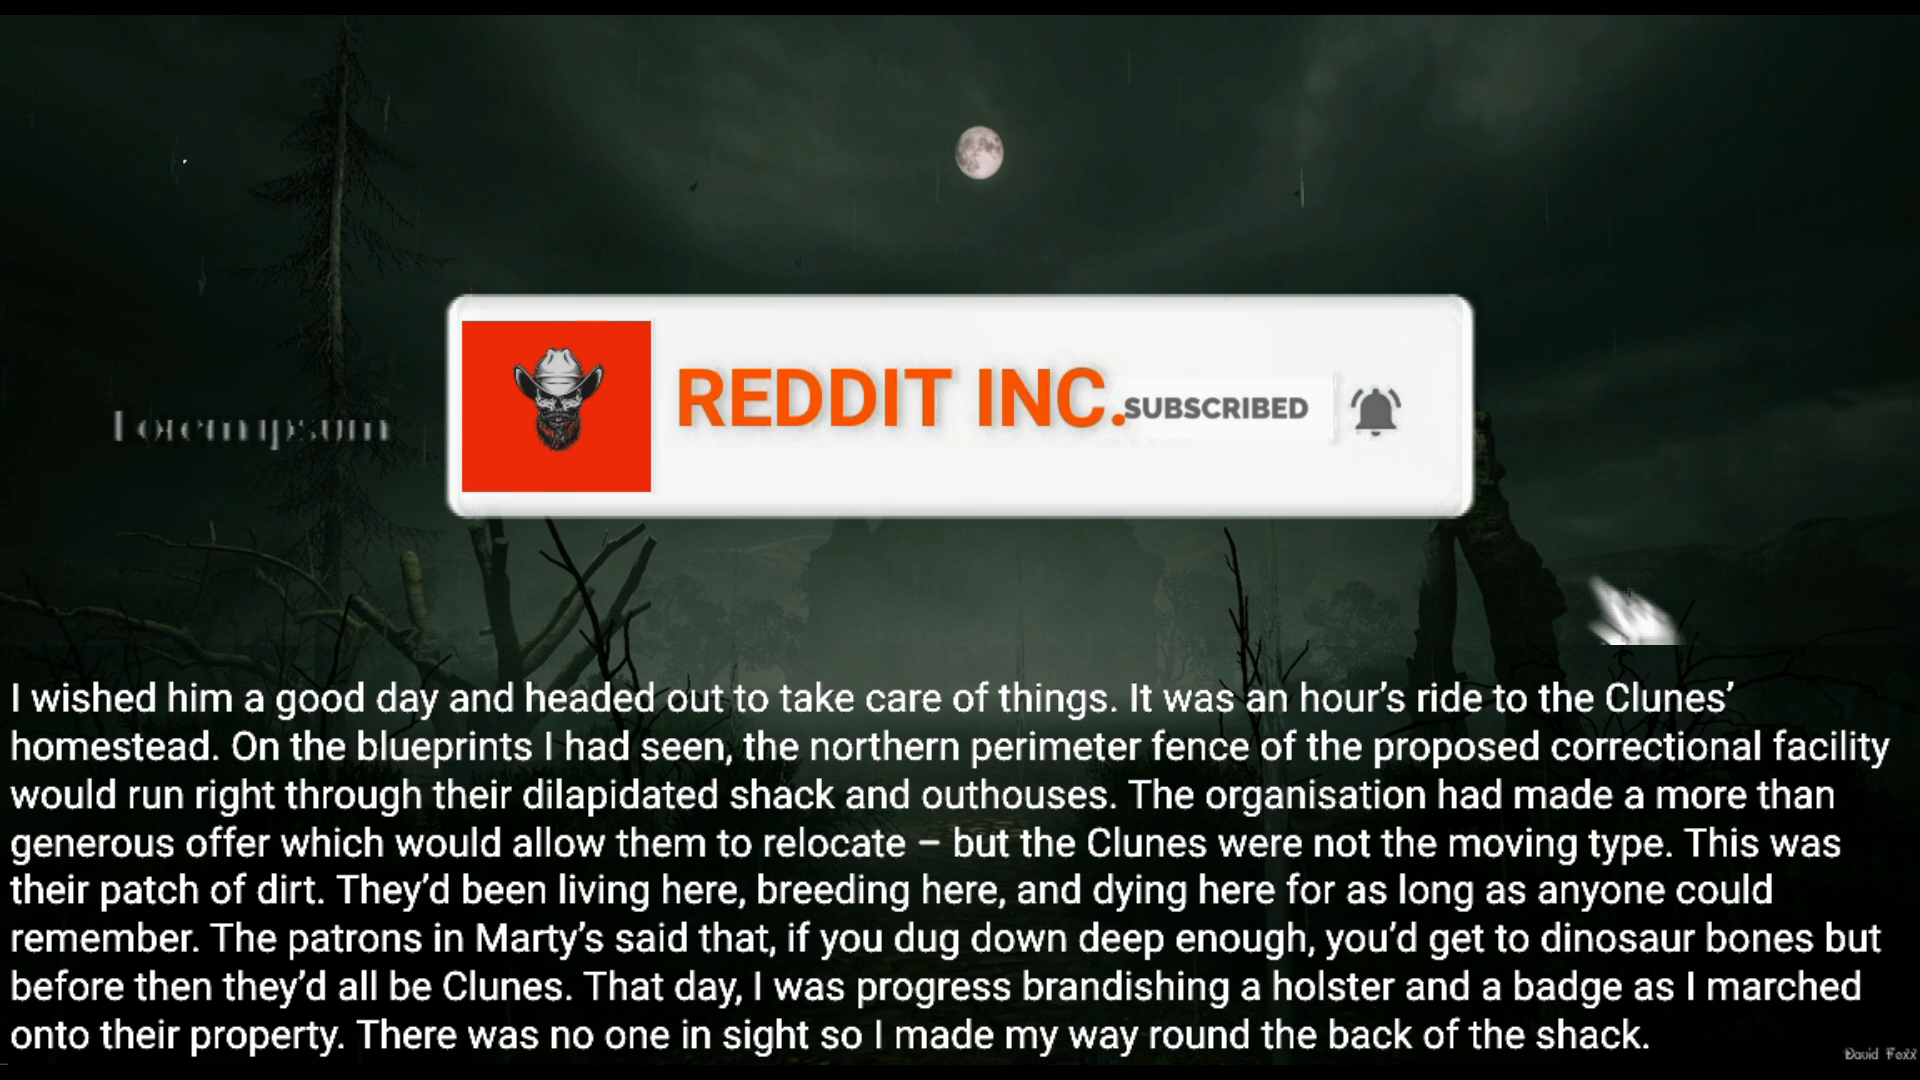 REDDIT INC.
SUBSCRIBED
Lorem ipsum
I wished him a good day and headed out to take care of things. It was an hour’s ride to the Clunes’
homestead. On the blueprints I had seen, the northern perimeter fence of the proposed correctional facility
would run right through their dilapidated shack and outhouses. The organisation had made a more than
generous offer which would allow them to relocate – but the Clunes were not the moving type. This was
their patch of dirt. They’d been living here, breeding here, and dying here for as long as anyone could
remember. The patrons in Marty’s said that, if you dug down deep enough, you’d get to dinosaur bones but
before then they’d all be Clunes. That day, I was progress brandishing a holster and a badge as I marched
onto their property. There was no one in sight so I made my way round the back of the shack.
David Foxx